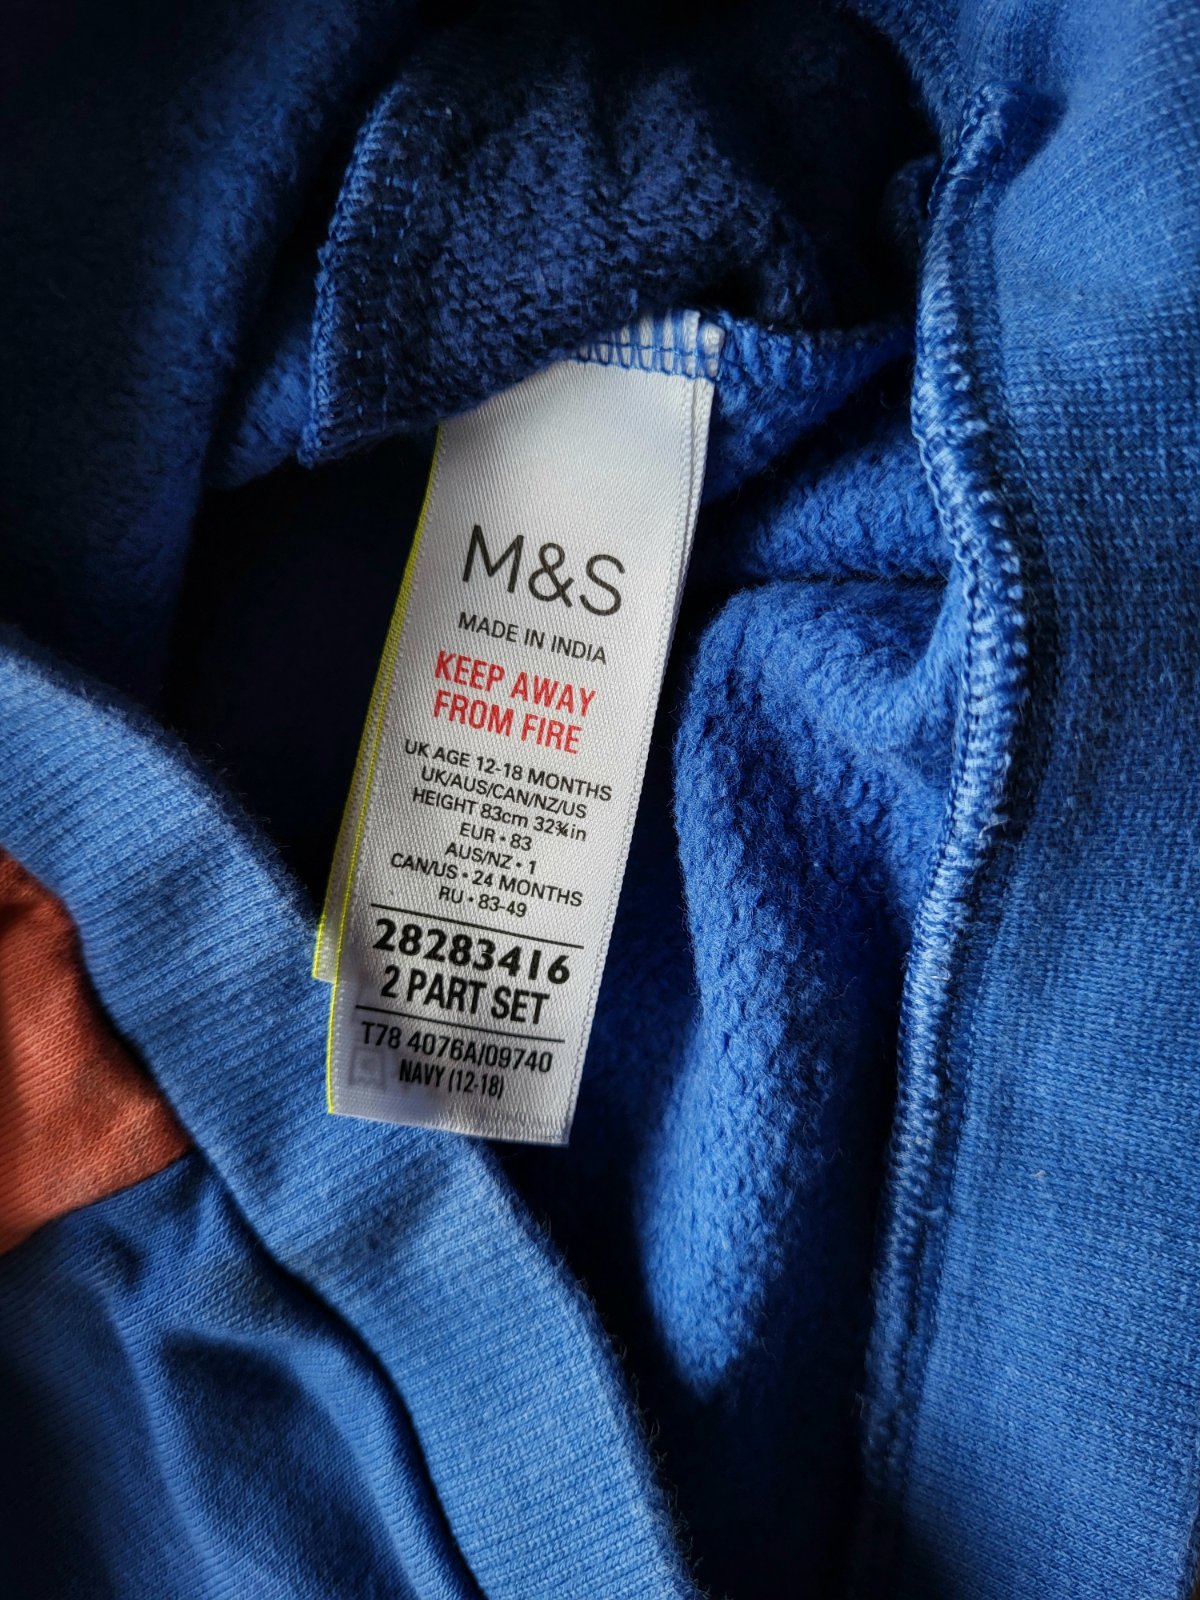 M&S
MADE IN INDIA
KEEP AWAY
FROM FIRE
UK AGE 12-18 MONTHS
UK/AUS/CAN/NZ/US
HEIGHT 83cm 32¾in
EUR • 83
AUS/NZ • 1
CAN/US • 24 MONTHS
RU • 83-49
28283416
2 PART SET
T78 4076A/09740
NAVY (12-18)